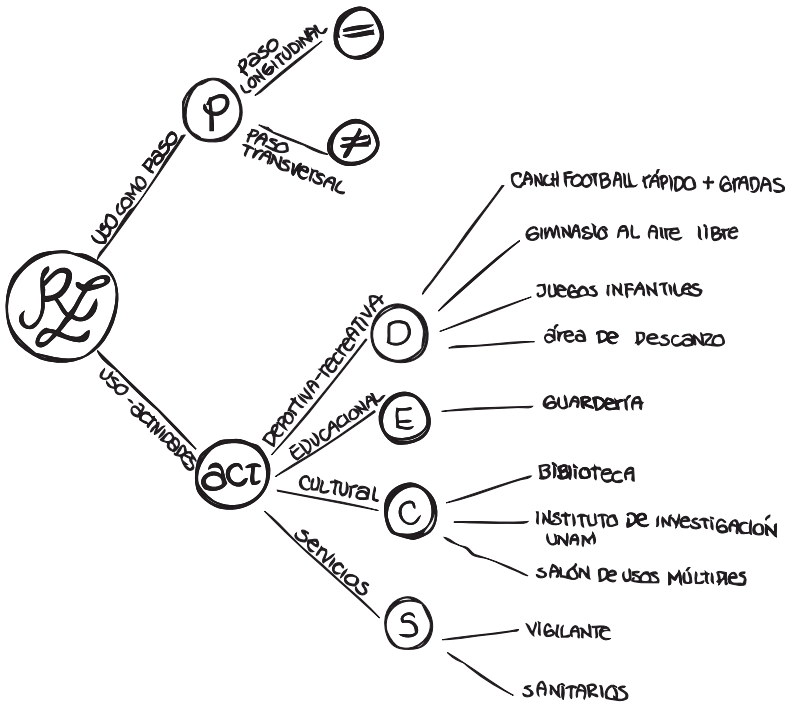 PASO
LONGITUDINAL
=
P
PASO
TRANSVERSAL
≠
USO COMO PASO
RL
USO - ACTIVIDADES
ACT
DEPORTIVA-RECREATIVA
D
CANCH FOOTBALL RÁPIDO + GRADAS
GIMNASIO AL AIRE LIBRE
JUEGOS INFANTILES
ÁREA DE DESCANZO
EDUCACIONAL
E
GUARDERÍA
CULTURAL
C
BIBLIOTECA
INSTITUTO DE INVESTIGACIÓN
UNAM
SALÓN DE USOS MÚLTIPLES
SERVICIOS
S
VIGILANTE
SANITARIOS